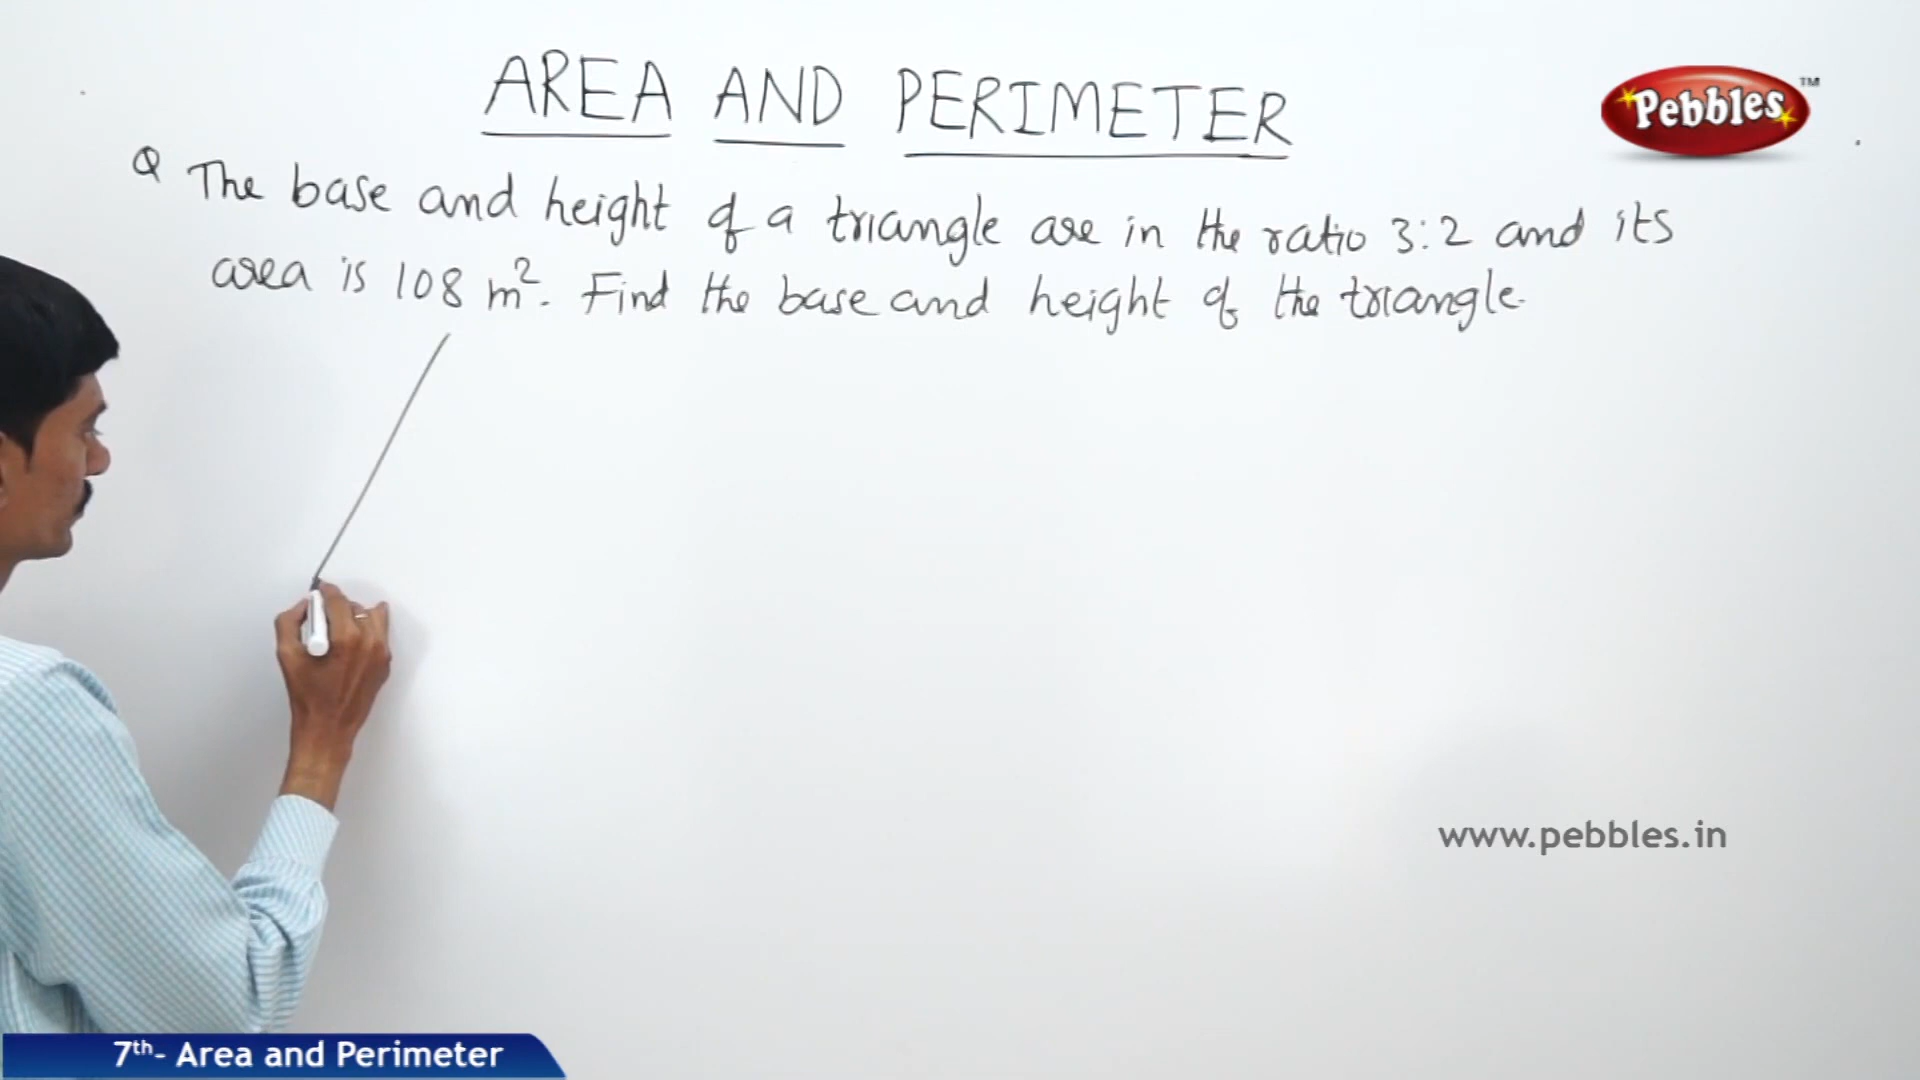 AREA AND PERIMETER
Pebbles™
Q The base and height of a triangle are in the ratio 3:2 and its
area is 108 m². Find the base and height of the triangle.
www.pebbles.in
7th- Area and Perimeter